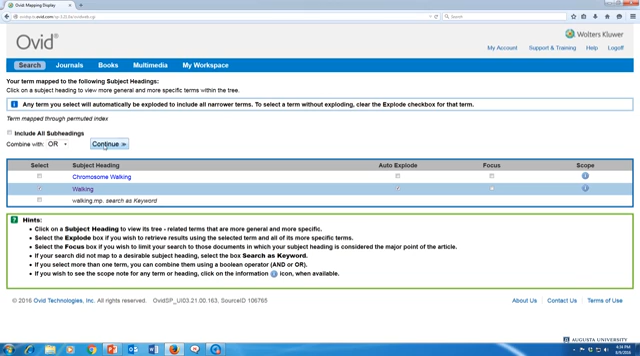 Ovid Mapping Display
Search
Wolters Kluwer
Ovid®
My Account Support & Training Help Logoff
Search Journals Books Multimedia My Workspace
Your term mapped to the following Subject Headings:
Click on a subject heading to view more general and more specific terms within the tree.
Any term you select will automatically be exploded to include all narrower terms. To select a term without exploding, clear the Explode checkbox for that term.
Term mapped through permuted index
Include All Subheadings
Combine with: OR Continue >>
Select Subject Heading Auto Explode Focus Scope
Chromosome Walking
Walking
walking.mp. search as Keyword
Hints:
• Click on a Subject Heading to view its tree - related terms that are more general and more specific.
• Select the Explode box if you wish to retrieve results using the selected term and all of its more specific terms.
• Select the Focus box if you wish to limit your search to those documents in which your subject heading is considered the major point of the article.
• If your search did not map to a desirable subject heading, select the box Search as Keyword.
• If you select more than one term, you can combine them using a boolean operator (AND or OR).
• If you wish to see the scope note for any term or heading, click on the information i icon, when available.
© 2016 Ovid Technologies, Inc. All rights reserved. OvidSP_UI03.21.00.163, SourceID 106765
About Us Contact Us Terms of Use
AUGUSTA UNIVERSITY